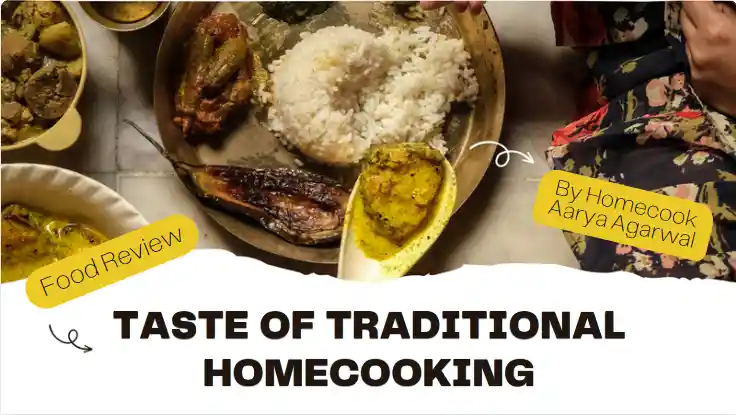 By Homecook
Aarya Agarwal
Food Review
TASTE OF TRADITIONAL
HOMECOOKING